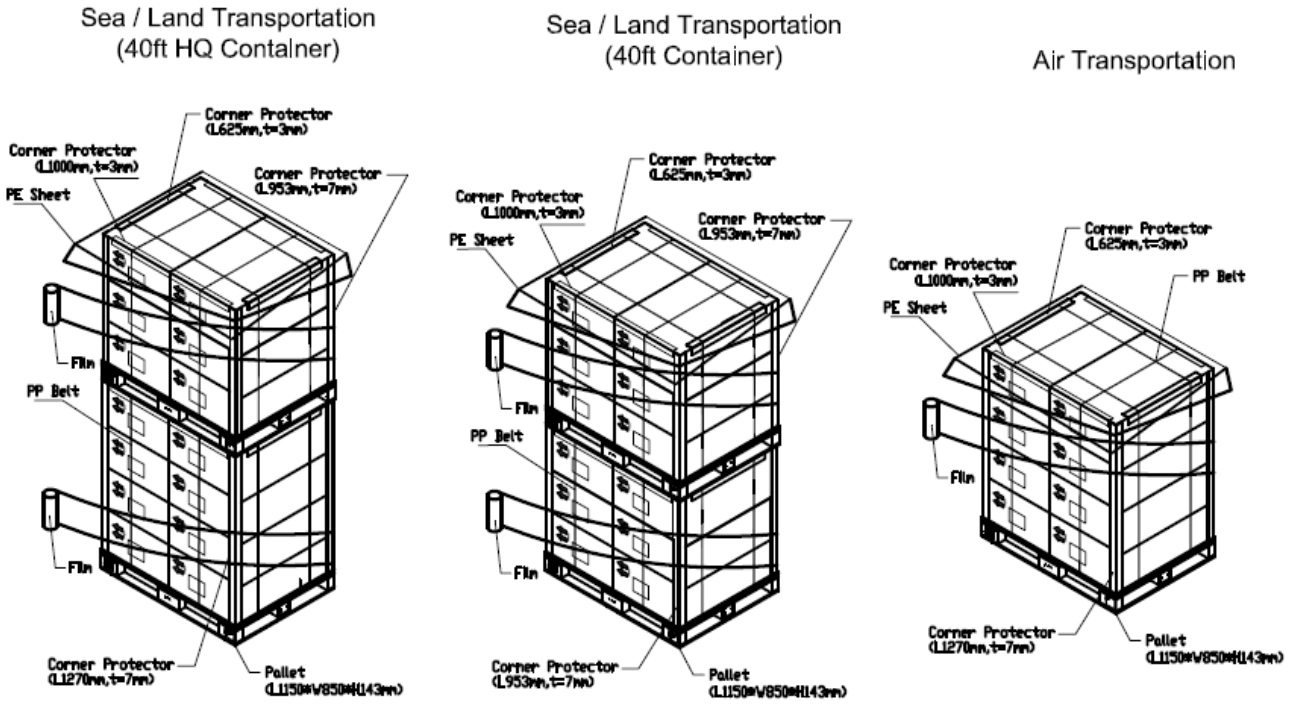 Sea / Land Transportation
(40ft HQ Container)
Corner Protector
(L625mm,t=3mm)
Corner Protector
(L1000mm,t=3mm)
Corner Protector
(L953mm,t=7mm)
PE Sheet
Film
PP Belt
Film
Corner Protector
(L1270mm,t=7mm)
Pallet
(L1150*W850*H143mm)
Sea / Land Transportation
(40ft Container)
Corner Protector
(L625mm,t=3mm)
Corner Protector
(L1000mm,t=3mm)
Corner Protector
(L953mm,t=7mm)
PE Sheet
Film
PP Belt
Film
Corner Protector
(L953mm,t=7mm)
Pallet
(L1150*W850*H143mm)
Air Transportation
Corner Protector
(L625mm,t=3mm)
Corner Protector
(L1000mm,t=3mm)
PP Belt
PE Sheet
Film
Corner Protector
(L1270mm,t=7mm)
Pallet
(L1150*W850*H143mm)